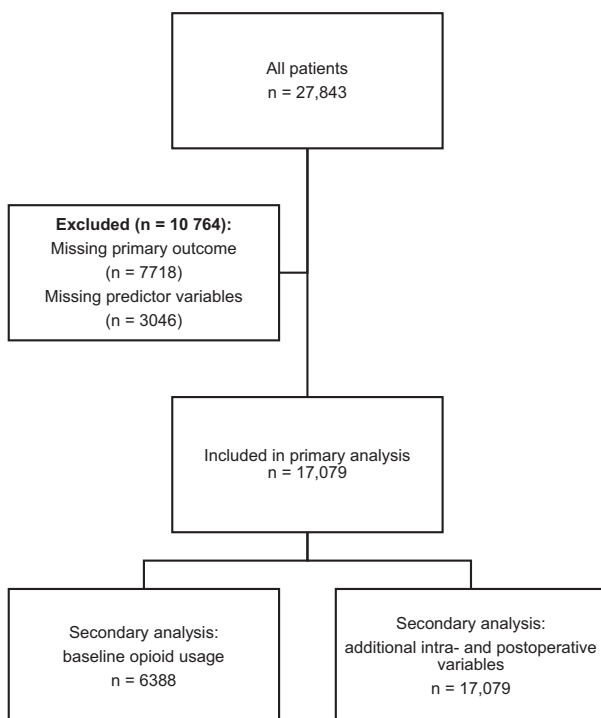 All patients
n = 27,843
Excluded (n = 10 764):
Missing primary outcome
(n = 7718)
Missing predictor variables
(n = 3046)
Included in primary analysis
n = 17,079
Secondary analysis:
baseline opioid usage
n = 6388
Secondary analysis:
additional intra- and postoperative
variables
n = 17,079